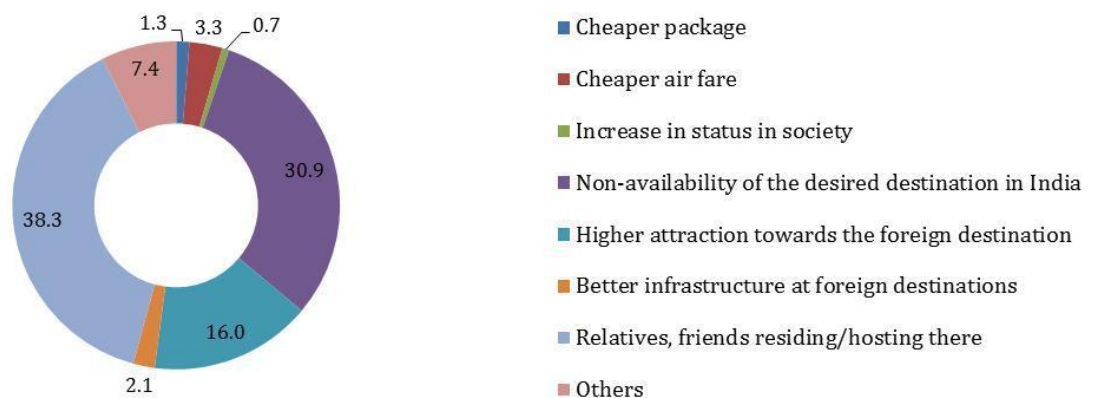 1.3
3.3
0.7
7.4
30.9
38.3
16.0
2.1
Cheaper package
Cheaper air fare
Increase in status in society
Non-availability of the desired destination in India
Higher attraction towards the foreign destination
Better infrastructure at foreign destinations
Relatives, friends residing/hosting there
Others